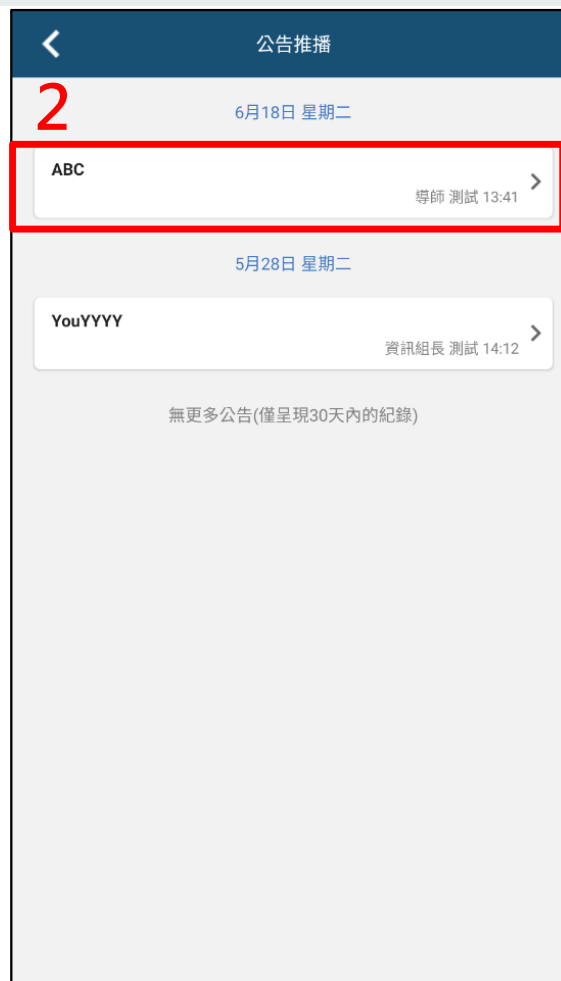 公告推播
2
6月18日 星期二
ABC
導師 測試 13:41
5月28日 星期二
YouYYYY
資訊組長 測試 14:12
無更多公告(僅呈現30天內的紀錄)